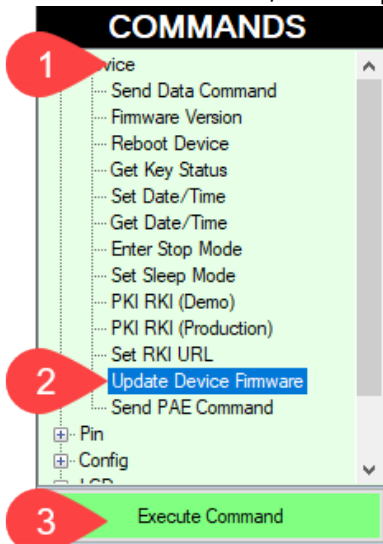 COMMANDS
1
vice
Send Data Command
Firmware Version
Reboot Device
Get Key Status
Set Date/Time
Get Date/Time
Enter Stop Mode
Set Sleep Mode
PKI RKI (Demo)
PKI RKI (Production)
Set RKI URL
2
Update Device Firmware
Send PAE Command
Pin
Config
3
Execute Command